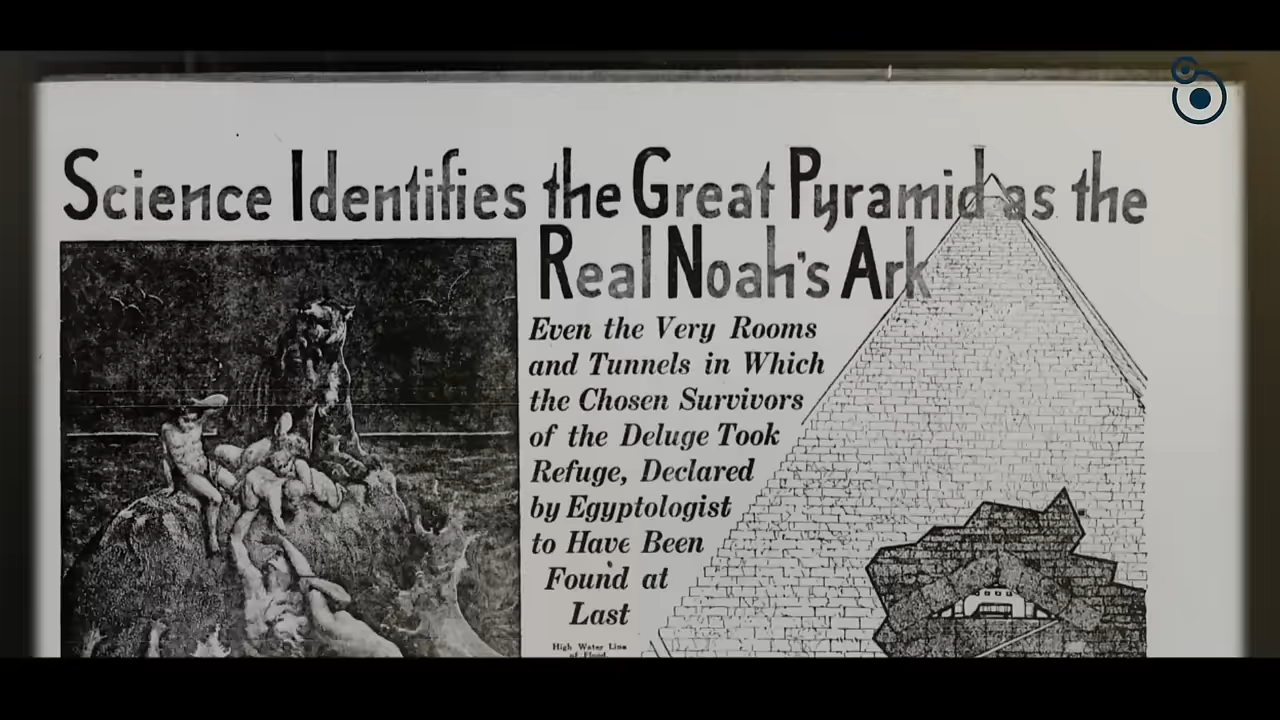 Science Identifies the Great Pyramid as the
Real Noah's Ark
Even the Very Rooms
and Tunnels in Which
the Chosen Survivors
of the Deluge Took
Refuge, Declared
by Egyptologist
to Have Been
Found at
Last
High Water Line
of Flood